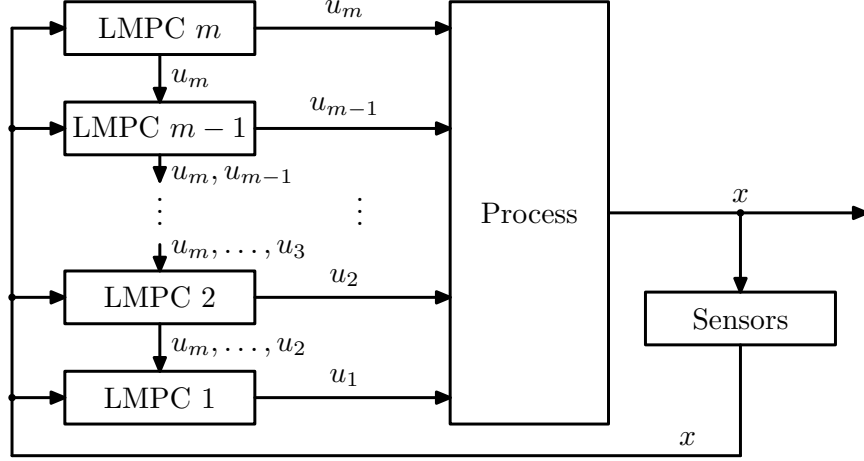 LMPC m
u_m
u_m
LMPC m − 1
u_{m−1}
u_m, u_{m−1}
⋮ ⋮
Process
x
u_m, . . . , u_3
LMPC 2
u_2
Sensors
u_m, . . . , u_2
LMPC 1
u_1
x